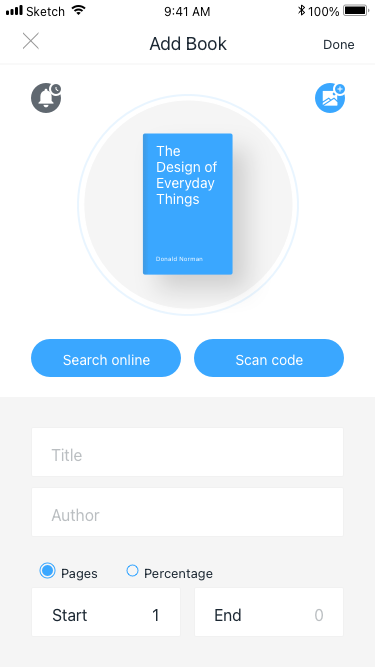 Sketch 9:41 AM 100%
Add Book Done
The
Design of
Everyday
Things
Donald Norman
Search online Scan code
Title
Author
Pages Percentage
Start 1 End 0